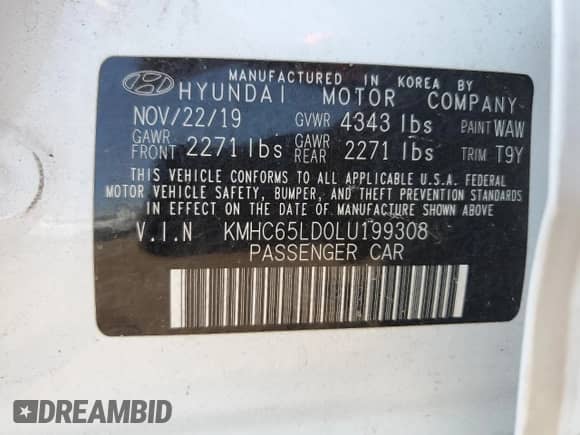 MANUFACTURED IN KOREA BY
HYUNDAI MOTOR COMPANY
NOV/22/19 GVWR 4343 lbs PAINT WAW
GAWR FRONT 2271 lbs GAWR REAR 2271 lbs TRIM T9Y
THIS VEHICLE CONFORMS TO ALL APPLICABLE U.S.A. FEDERAL
MOTOR VEHICLE SAFETY, BUMPER, AND THEFT PREVENTION STANDARDS
IN EFFECT ON THE DATE OF MANUFACTURE SHOWN ABOVE.
V.I.N KMHC65LD0LU199308
PASSENGER CAR
DREAMBID